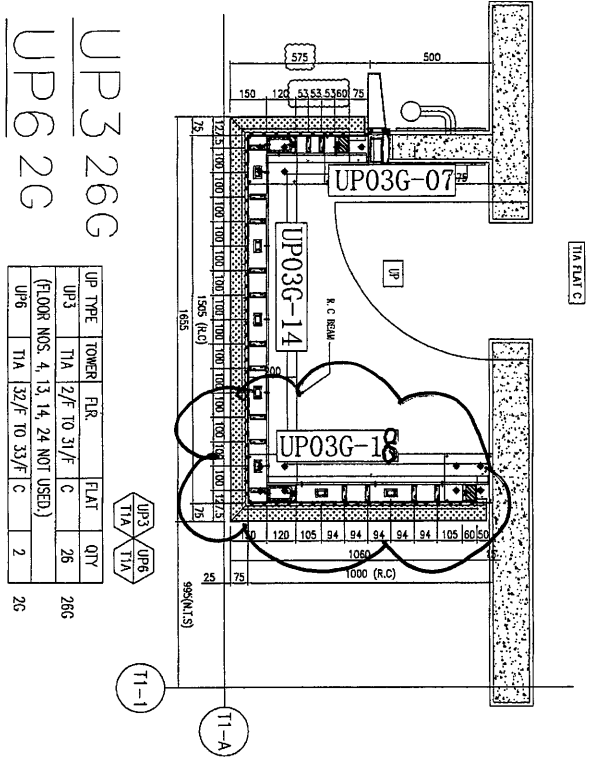 575
500
150 120 53 53 53 60 75
75
127.5 100 100 100 100 100 100 100 100 100 100 100 100 127.5
75
1505 (R.C)
1655
UP03G-07
75
UP03G-14
UP
R.C BEAM
UP03G-18
120 105 94 94 94 94 94 105 60 50
1060
1000 (R.C)
25 75
995(N.T.S)
T1A FLAT C
T1-1
T1-A
UP3 26G
UP6 2G
UP3 T1A
UP6 T1A
UP TYPE TOWER FLR. FLAT QTY
UP3 T1A 2/F TO 31/F C 26 26G
(FLOOR NOS. 4, 13, 14, 24 NOT USED.)
UP6 T1A 32/F TO 33/F C 2 2G